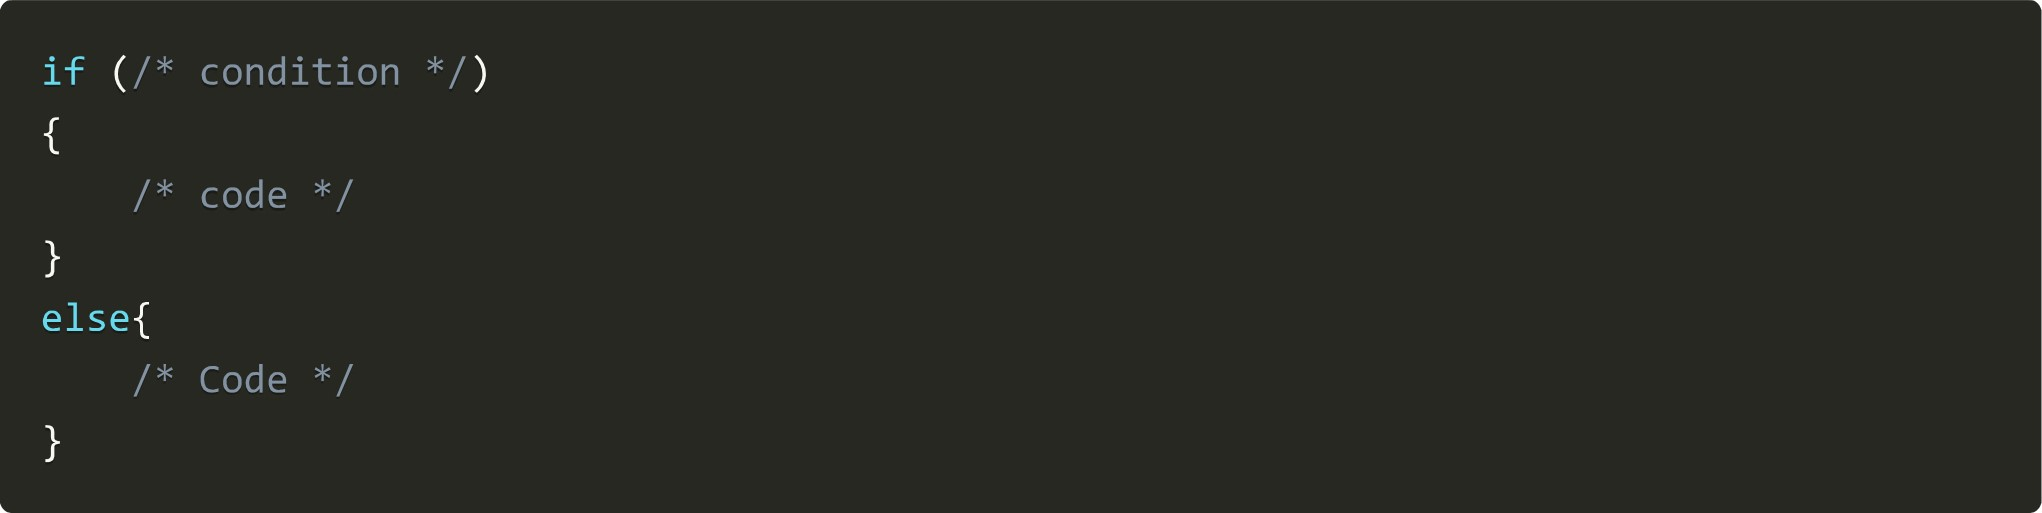 if (/* condition */)
{
    /* code */
}
else{
    /* Code */
}